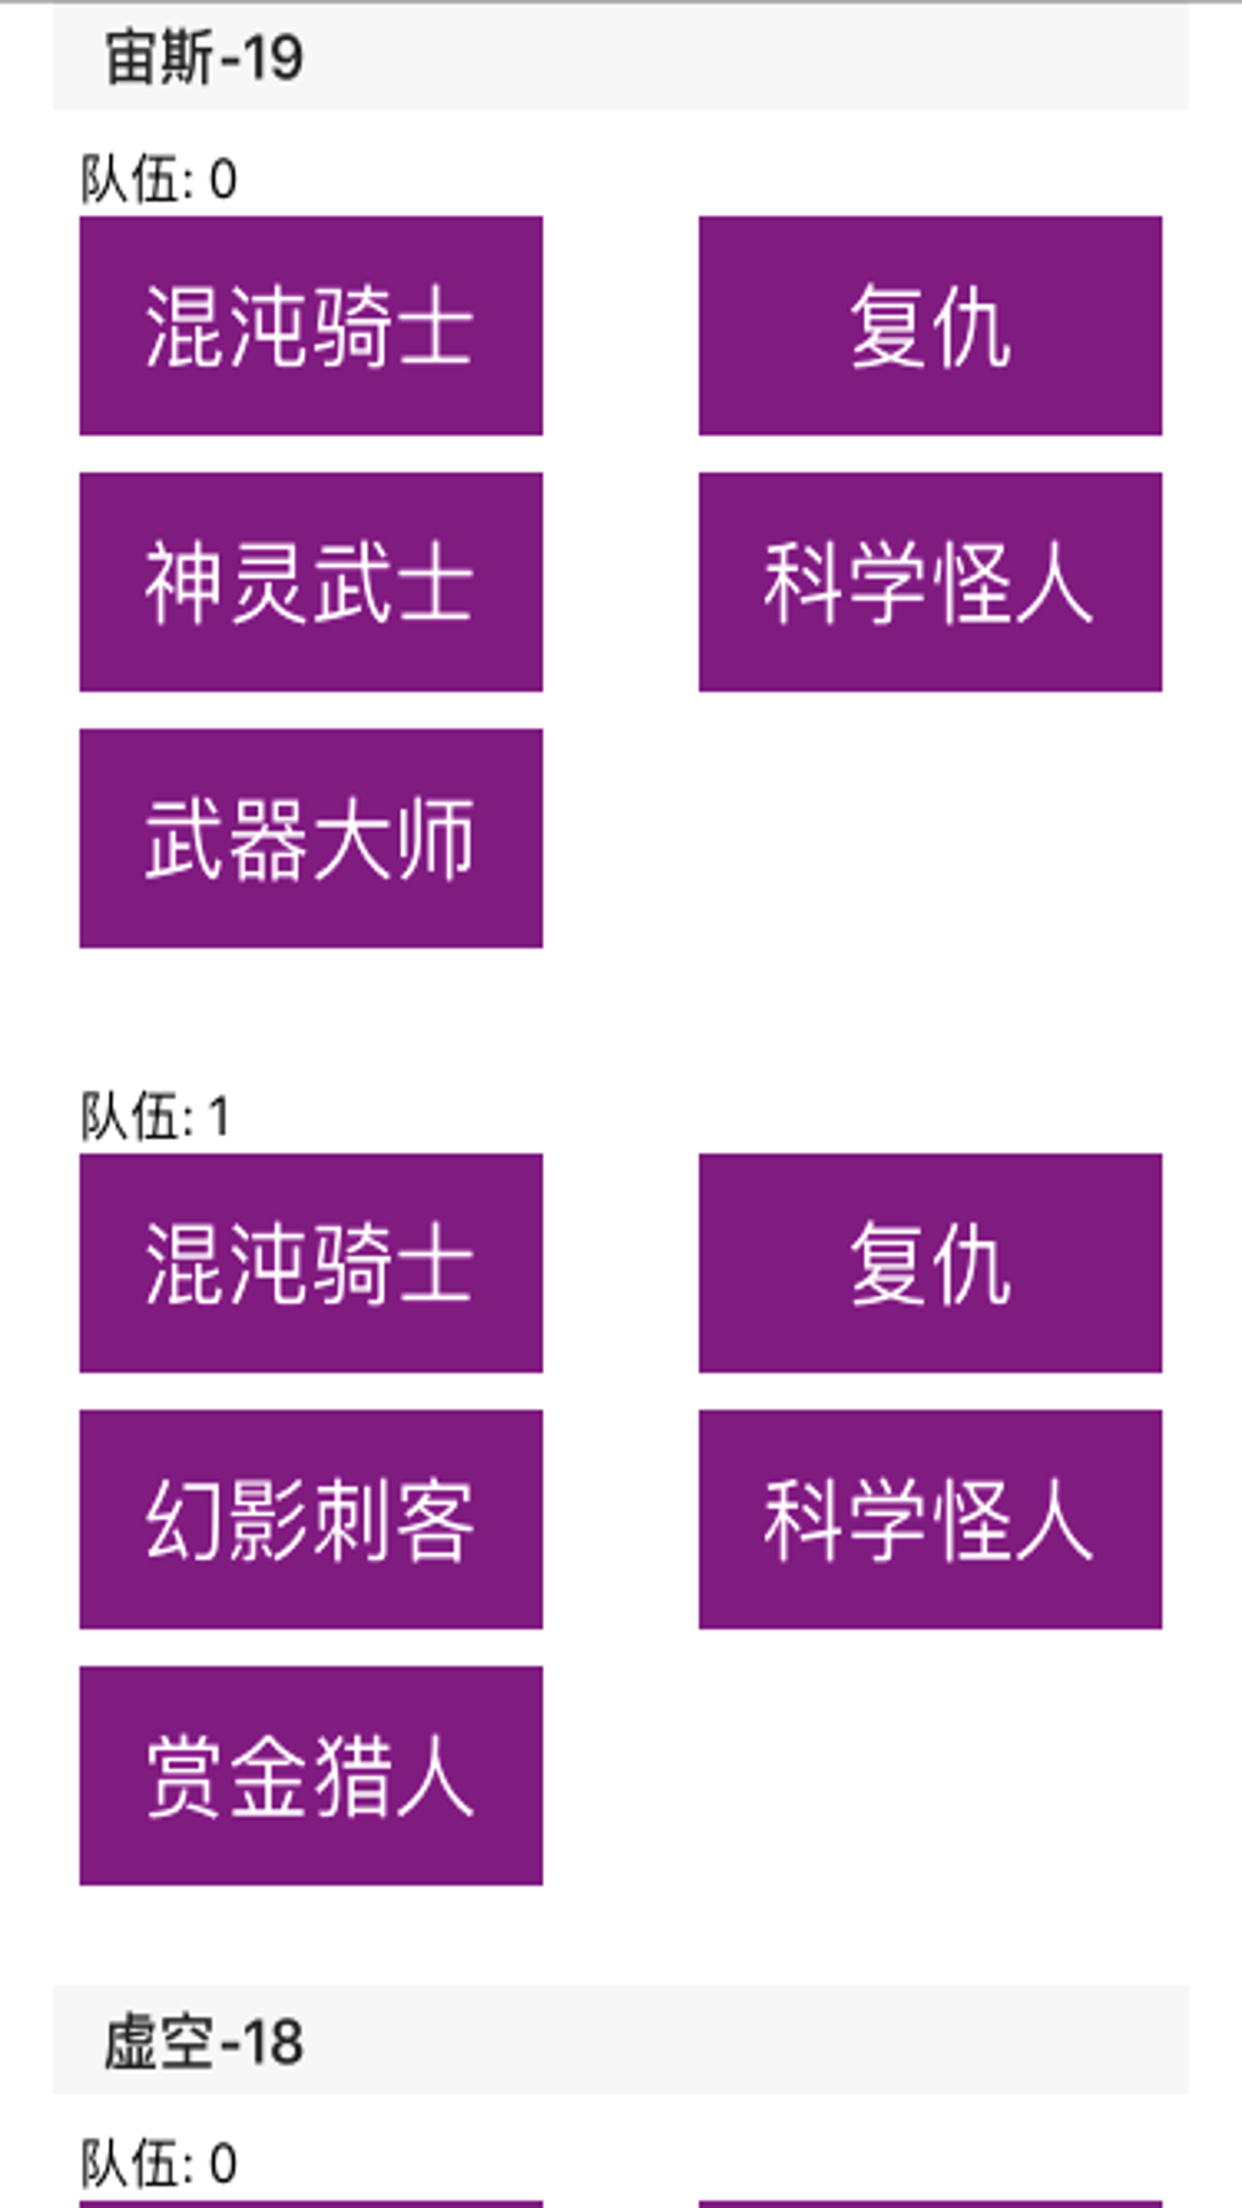 宙斯-19
队伍: 0
混沌骑士
复仇
神灵武士
科学怪人
武器大师
队伍: 1
混沌骑士
复仇
幻影刺客
科学怪人
赏金猎人
虚空-18
队伍: 0